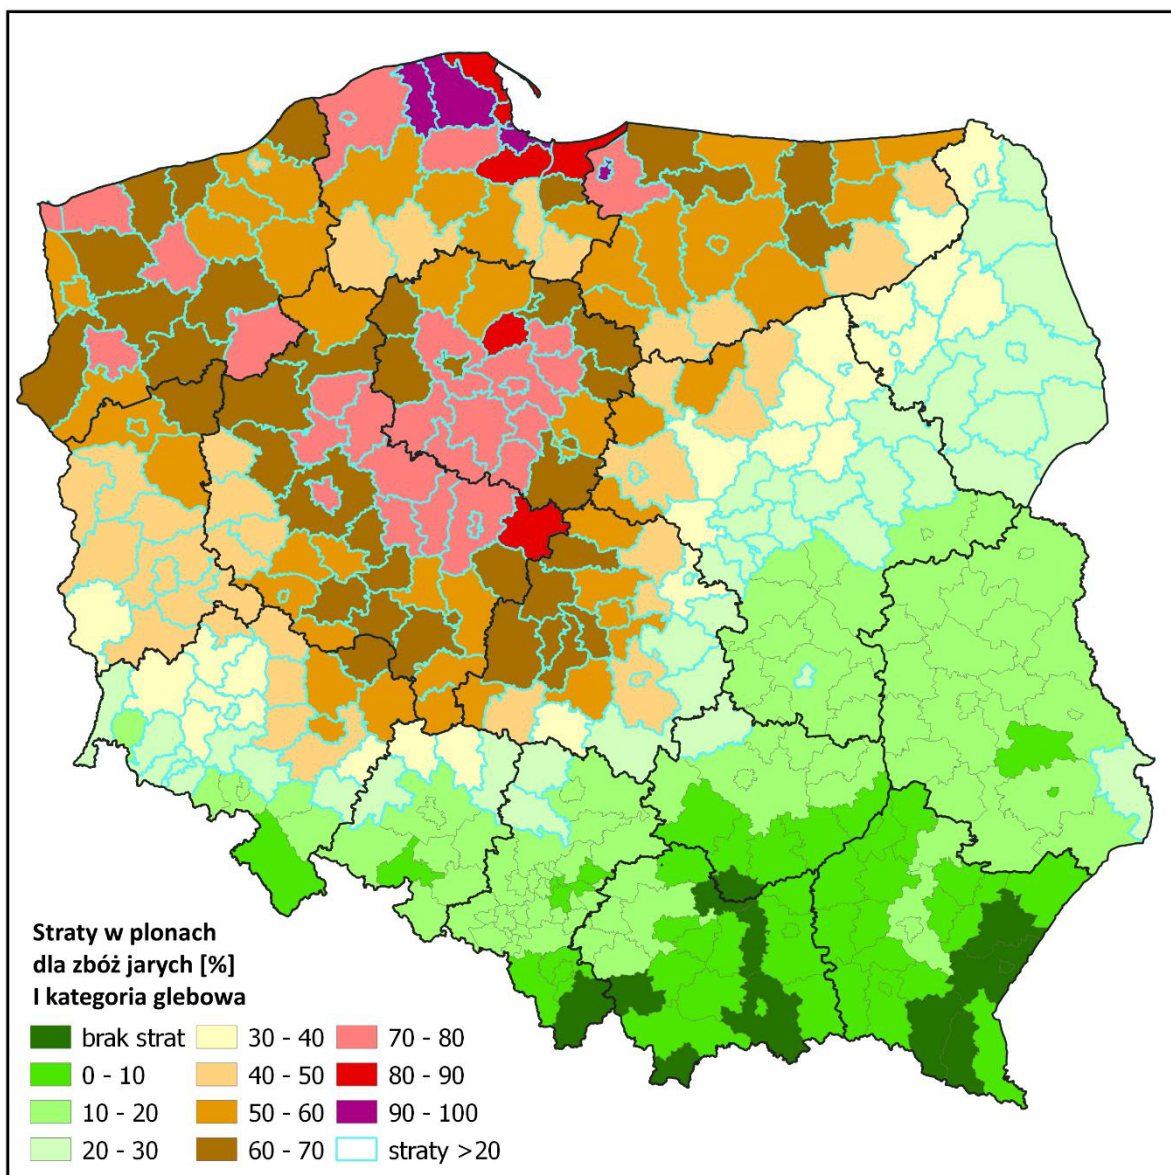 Straty w plonach
dla zbóż jarych [%]
I kategoria glebowa
brak strat
0 - 10
10 - 20
20 - 30
30 - 40
40 - 50
50 - 60
60 - 70
70 - 80
80 - 90
90 - 100
straty >20